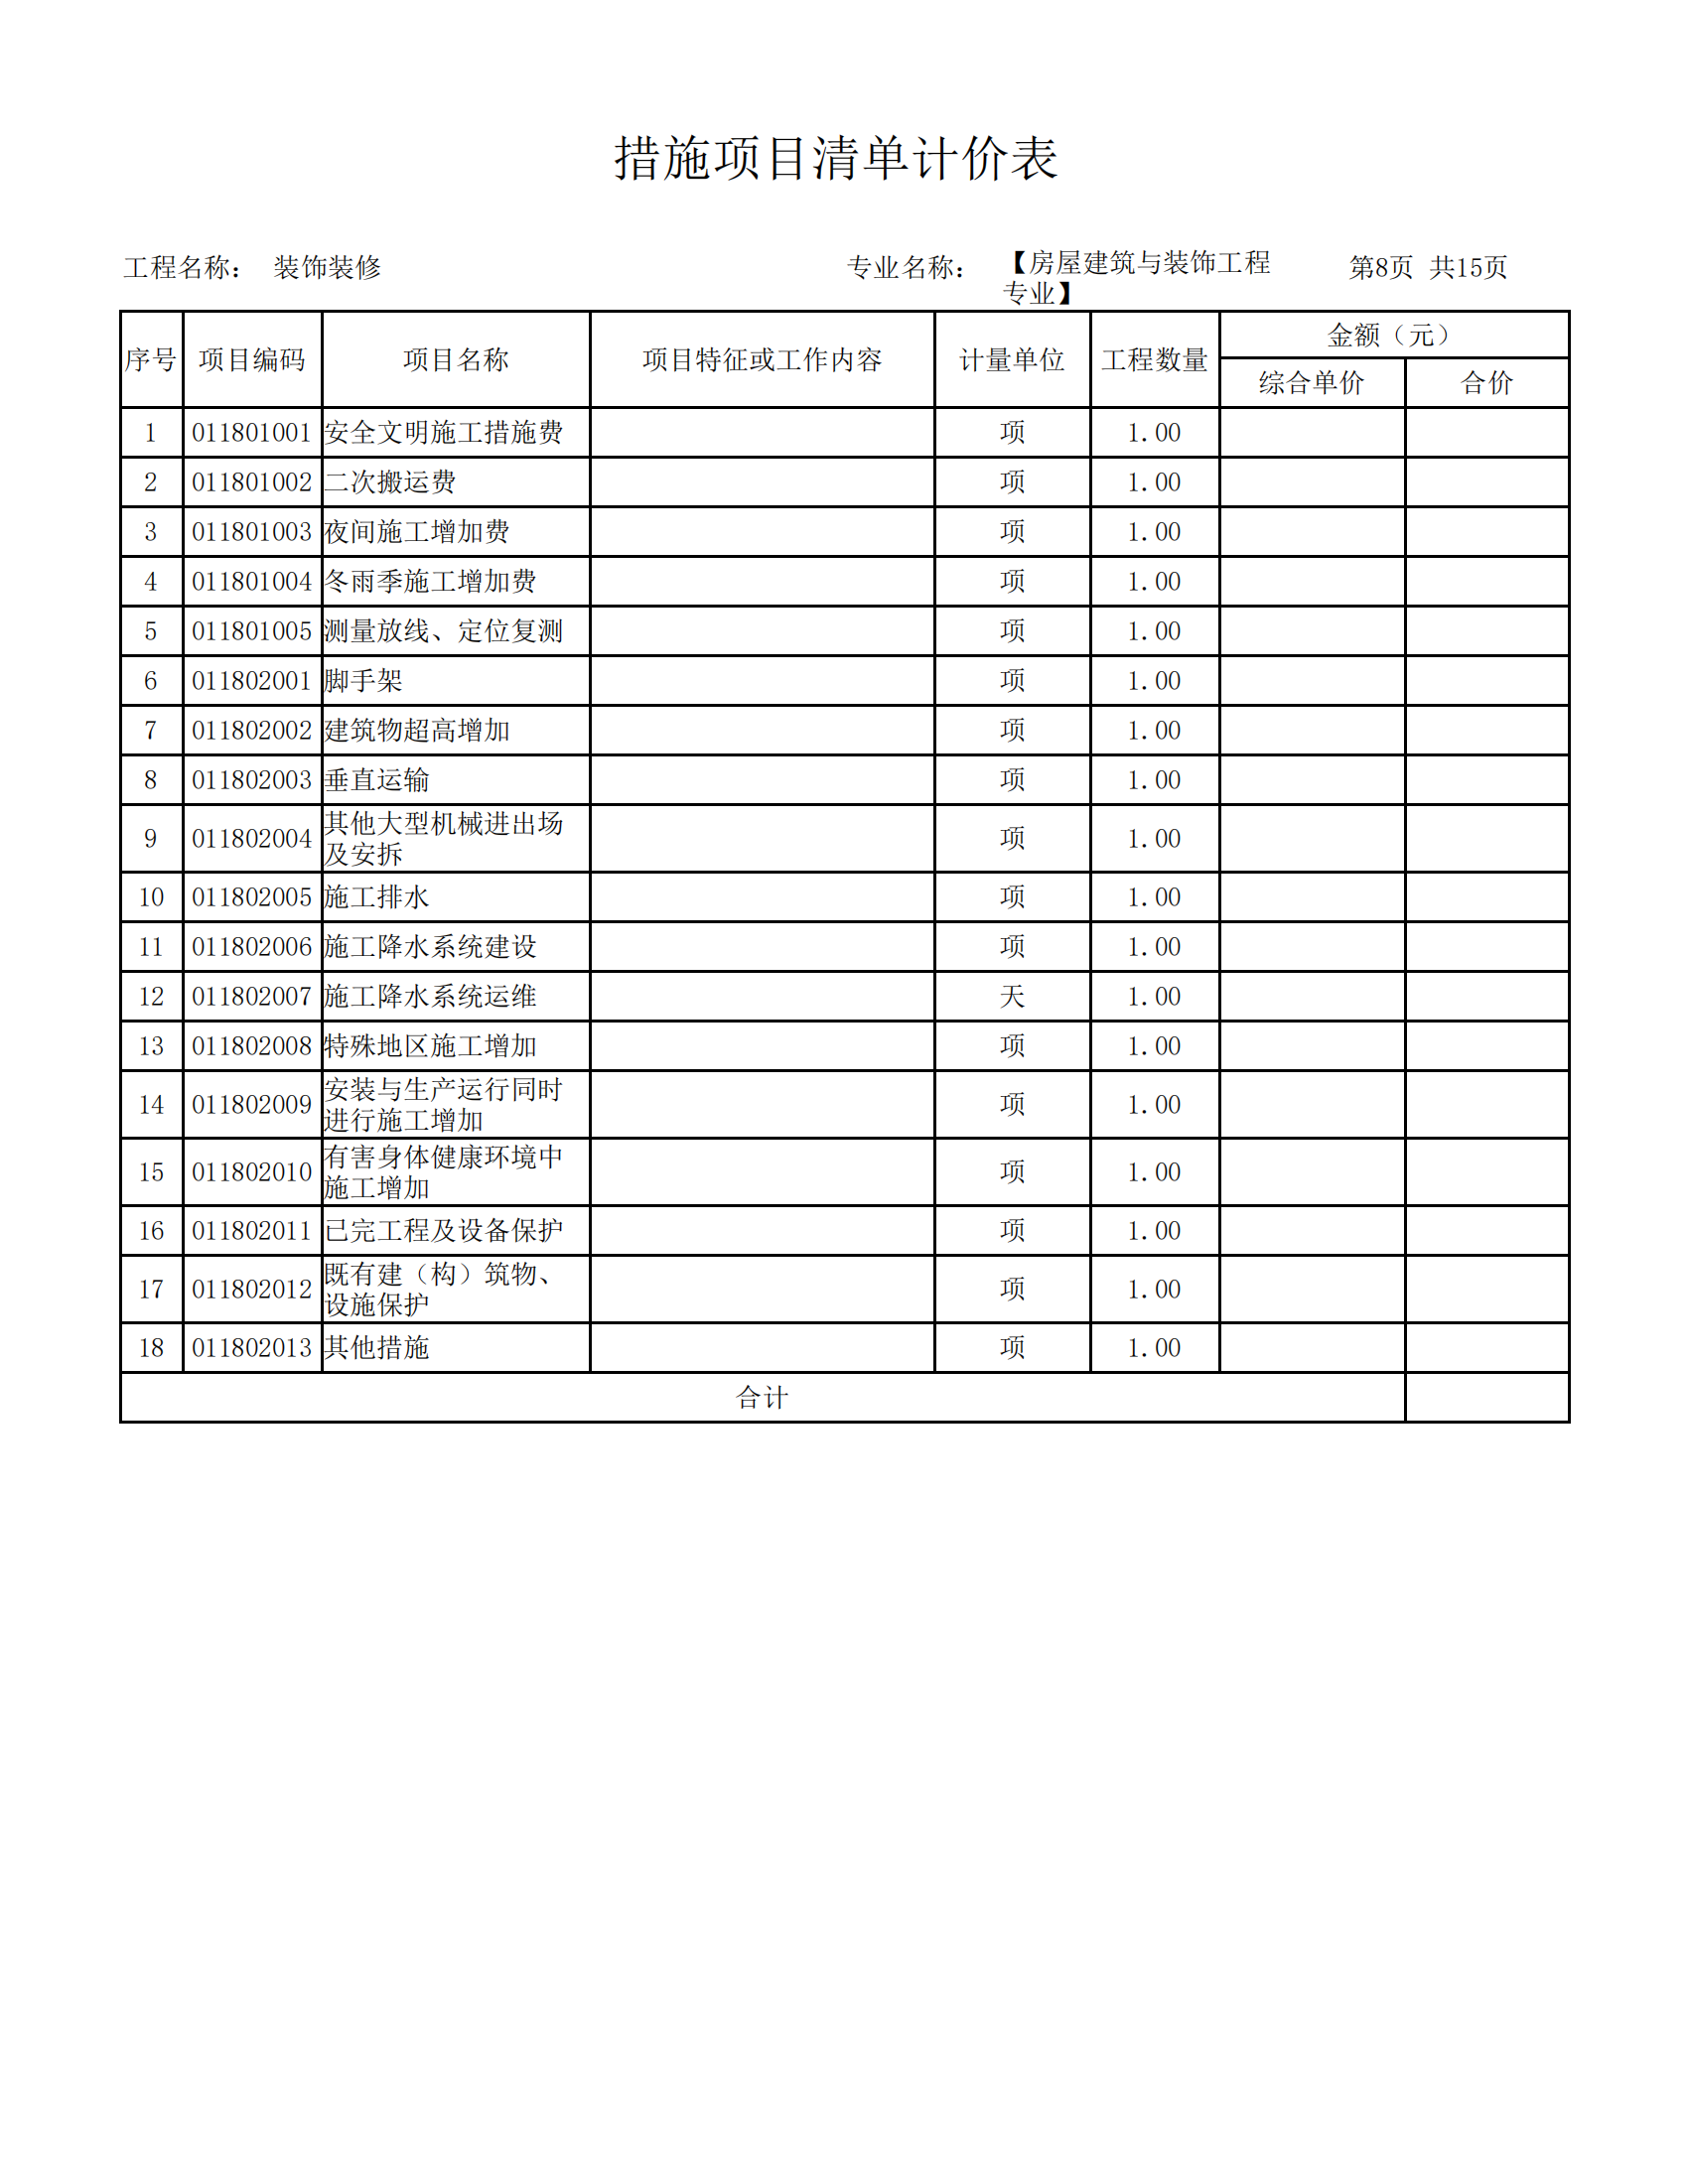 措施项目清单计价表
工程名称： 装饰装修 专业名称： 【房屋建筑与装饰工程 第8页 共15页
专业】
序号 项目编码 项目名称 项目特征或工作内容 计量单位 工程数量 金额（元）
综合单价 合价
1 011801001 安全文明施工措施费 项 1.00
2 011801002 二次搬运费 项 1.00
3 011801003 夜间施工增加费 项 1.00
4 011801004 冬雨季施工增加费 项 1.00
5 011801005 测量放线、定位复测 项 1.00
6 011802001 脚手架 项 1.00
7 011802002 建筑物超高增加 项 1.00
8 011802003 垂直运输 项 1.00
9 011802004 其他大型机械进出场 项 1.00
及安拆
10 011802005 施工排水 项 1.00
11 011802006 施工降水系统建设 项 1.00
12 011802007 施工降水系统运维 天 1.00
13 011802008 特殊地区施工增加 项 1.00
14 011802009 安装与生产运行同时 项 1.00
进行施工增加
15 011802010 有害身体健康环境中 项 1.00
施工增加
16 011802011 已完工程及设备保护 项 1.00
17 011802012 既有建（构）筑物、 项 1.00
设施保护
18 011802013 其他措施 项 1.00
合计